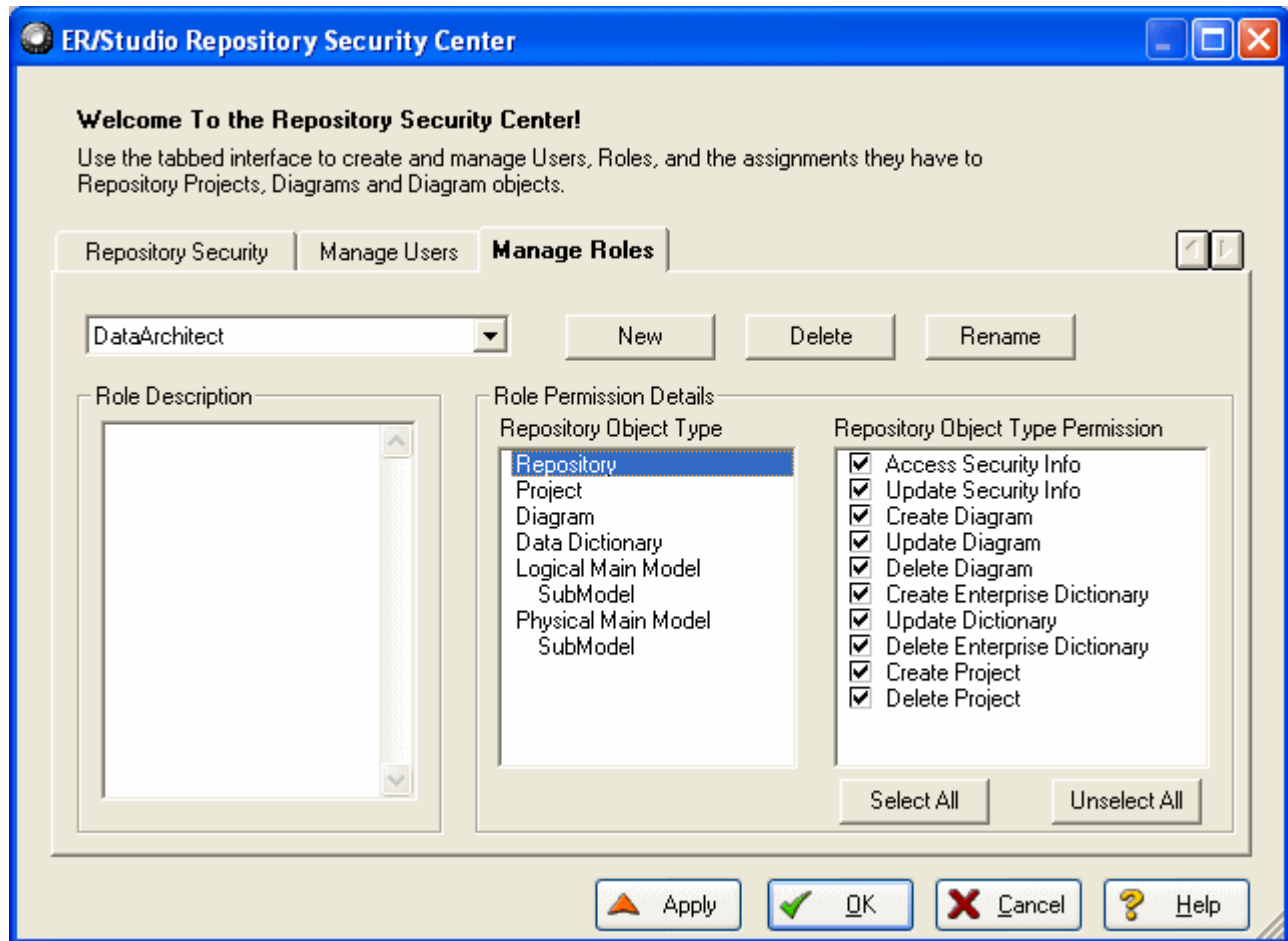 ER/Studio Repository Security Center
Welcome To the Repository Security Center!
Use the tabbed interface to create and manage Users, Roles, and the assignments they have to
Repository Projects, Diagrams and Diagram objects.
Repository Security
Manage Users
Manage Roles
DataArchitect
New
Delete
Rename
Role Description
Role Permission Details
Repository Object Type
Repository
Project
Diagram
Data Dictionary
Logical Main Model
SubModel
Physical Main Model
SubModel
Repository Object Type Permission
Access Security Info
Update Security Info
Create Diagram
Update Diagram
Delete Diagram
Create Enterprise Dictionary
Update Dictionary
Delete Enterprise Dictionary
Create Project
Delete Project
Select All
Unselect All
Apply
OK
Cancel
Help